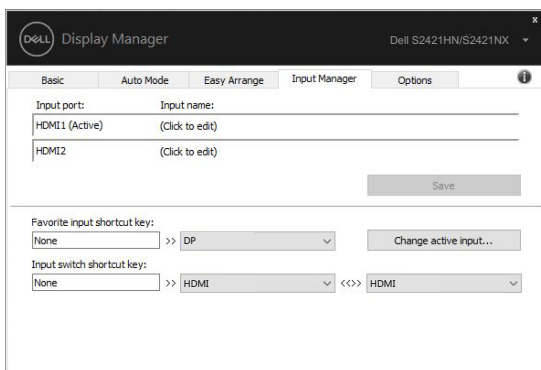 x
DELL Display Manager Dell S2421HN/S2421NX
Basic Auto Mode Easy Arrange Input Manager Options i
Input port: Input name:
HDMI1 (Active) (Click to edit)
HDMI2 (Click to edit)
Save
Favorite input shortcut key:
None >> DP Change active input...
Input switch shortcut key:
None >> HDMI <<>> HDMI